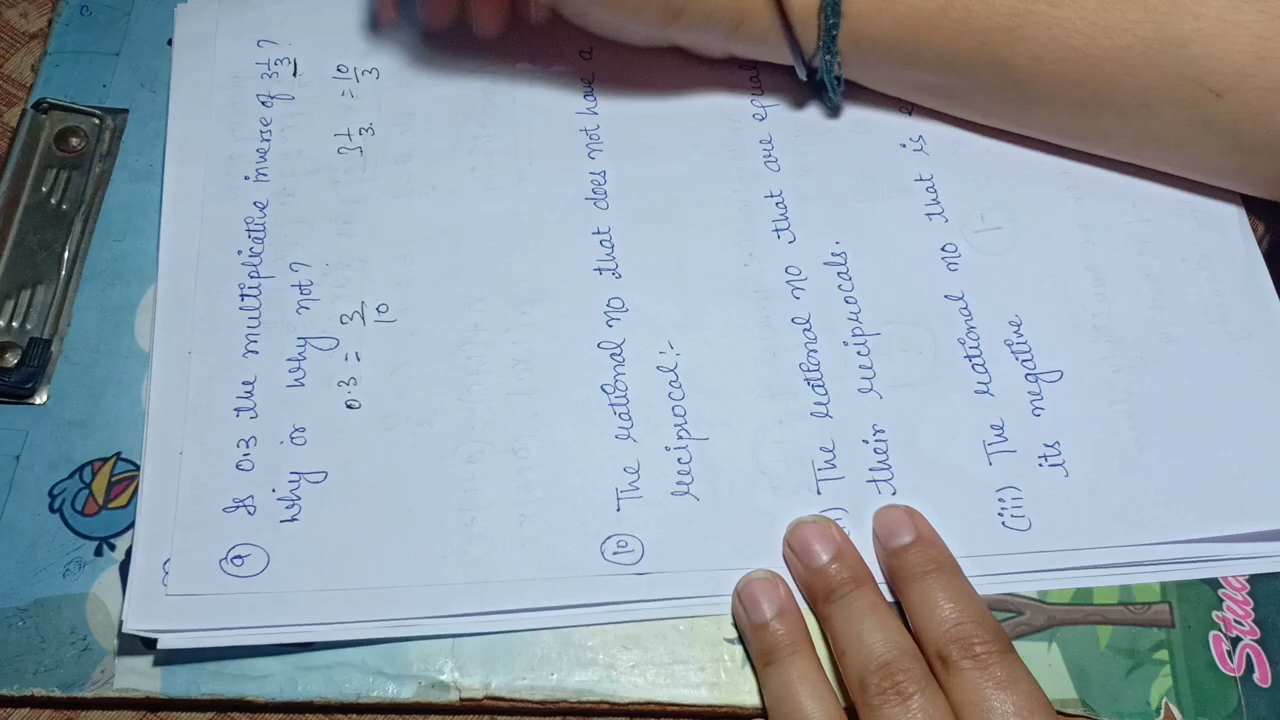 (9) Is 0.3 the multiplicative inverse of 3 1/3?
Why or Why not?
0.3 = 3/10    3 1/3 = 10/3
(10) The rational no that does not have a
reciprocal:-
The rational no that are equal
their reciprocals.
(iii) The rational no that is
its negative